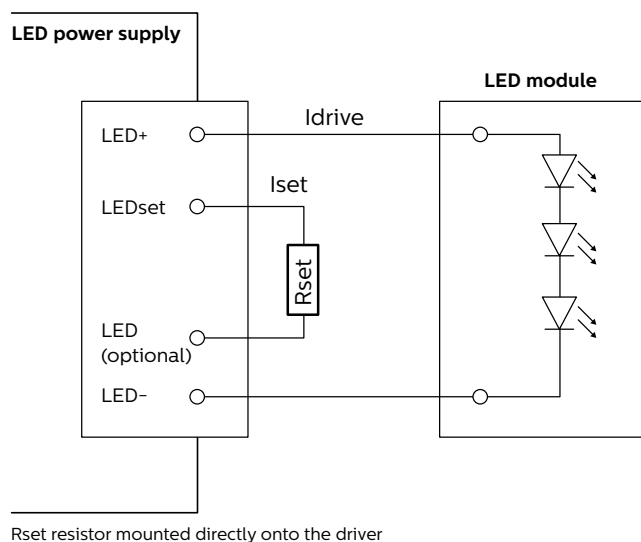 LED power supply
LED module
LED+
Idrive
Iset
LEDset
Rset
LED
(optional)
LED–
Rset resistor mounted directly onto the driver